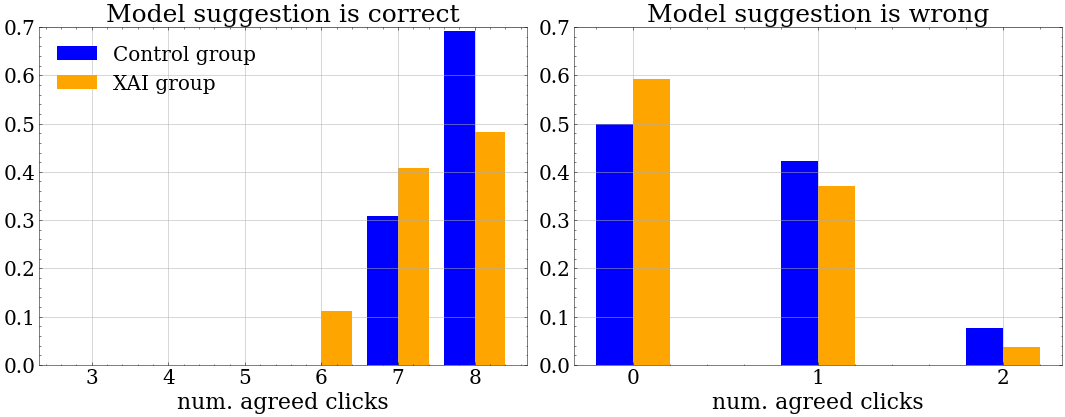 Model suggestion is correct
0.7
0.6
0.5
0.4
0.3
0.2
0.1
0.0
Control group
XAI group
3 4 5 6 7 8
num. agreed clicks
Model suggestion is wrong
0.7
0.6
0.5
0.4
0.3
0.2
0.1
0.0
0 1 2
num. agreed clicks